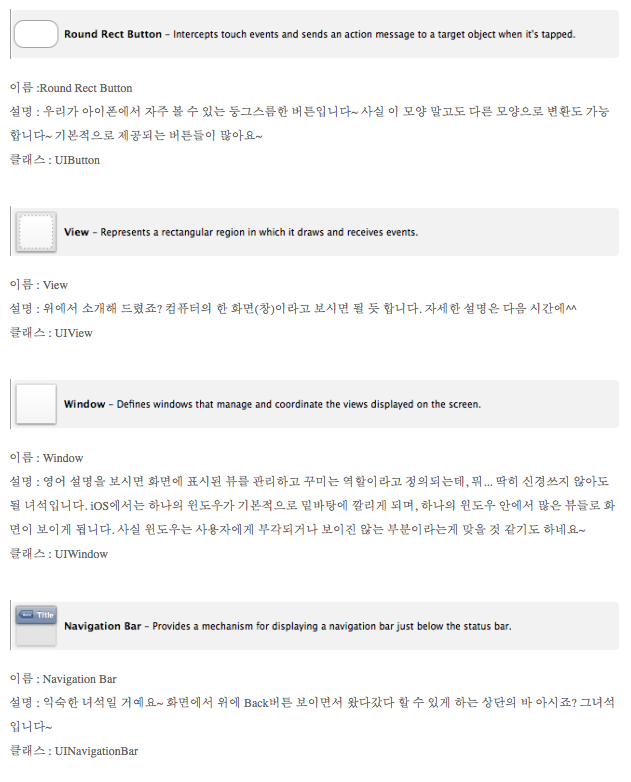 Round Rect Button – Intercepts touch events and sends an action message to a target object when it's tapped.
이름 :Round Rect Button
설명 : 우리가 아이폰에서 자주 볼 수 있는 둥그스름한 버튼입니다~ 사실 이 모양 말고도 다른 모양으로 변환도 가능
합니다~ 기본적으로 제공되는 버튼들이 많아요~
클래스 : UIButton
View – Represents a rectangular region in which it draws and receives events.
이름 : View
설명 : 위에서 소개해 드렸죠? 컴퓨터의 한 화면(창)이라고 보시면 될 듯 합니다. 자세한 설명은 다음 시간에^^
클래스 : UIView
Window – Defines windows that manage and coordinate the views displayed on the screen.
이름 : Window
설명 : 영어 설명을 보시면 화면에 표시된 뷰를 관리하고 꾸미는 역할이라고 정의되는데, 뭐... 딱히 신경쓰지 않아도
될 녀석입니다. iOS에서는 하나의 윈도우가 기본적으로 밑바탕에 깔리게 되며, 하나의 윈도우 안에서 많은 뷰들로 화
면이 보이게 됩니다. 사실 윈도우는 사용자에게 부각되거나 보이진 않는 부분이라는게 맞을 것 같기도 하네요~
클래스 : UIWindow
Title
Navigation Bar – Provides a mechanism for displaying a navigation bar just below the status bar.
이름 : Navigation Bar
설명 : 익숙한 녀석일 거예요~ 화면에서 위에 Back버튼 보이면서 왔다갔다 할 수 있게 하는 상단의 바 아시죠? 그녀석
입니다~
클래스 : UINavigationBar